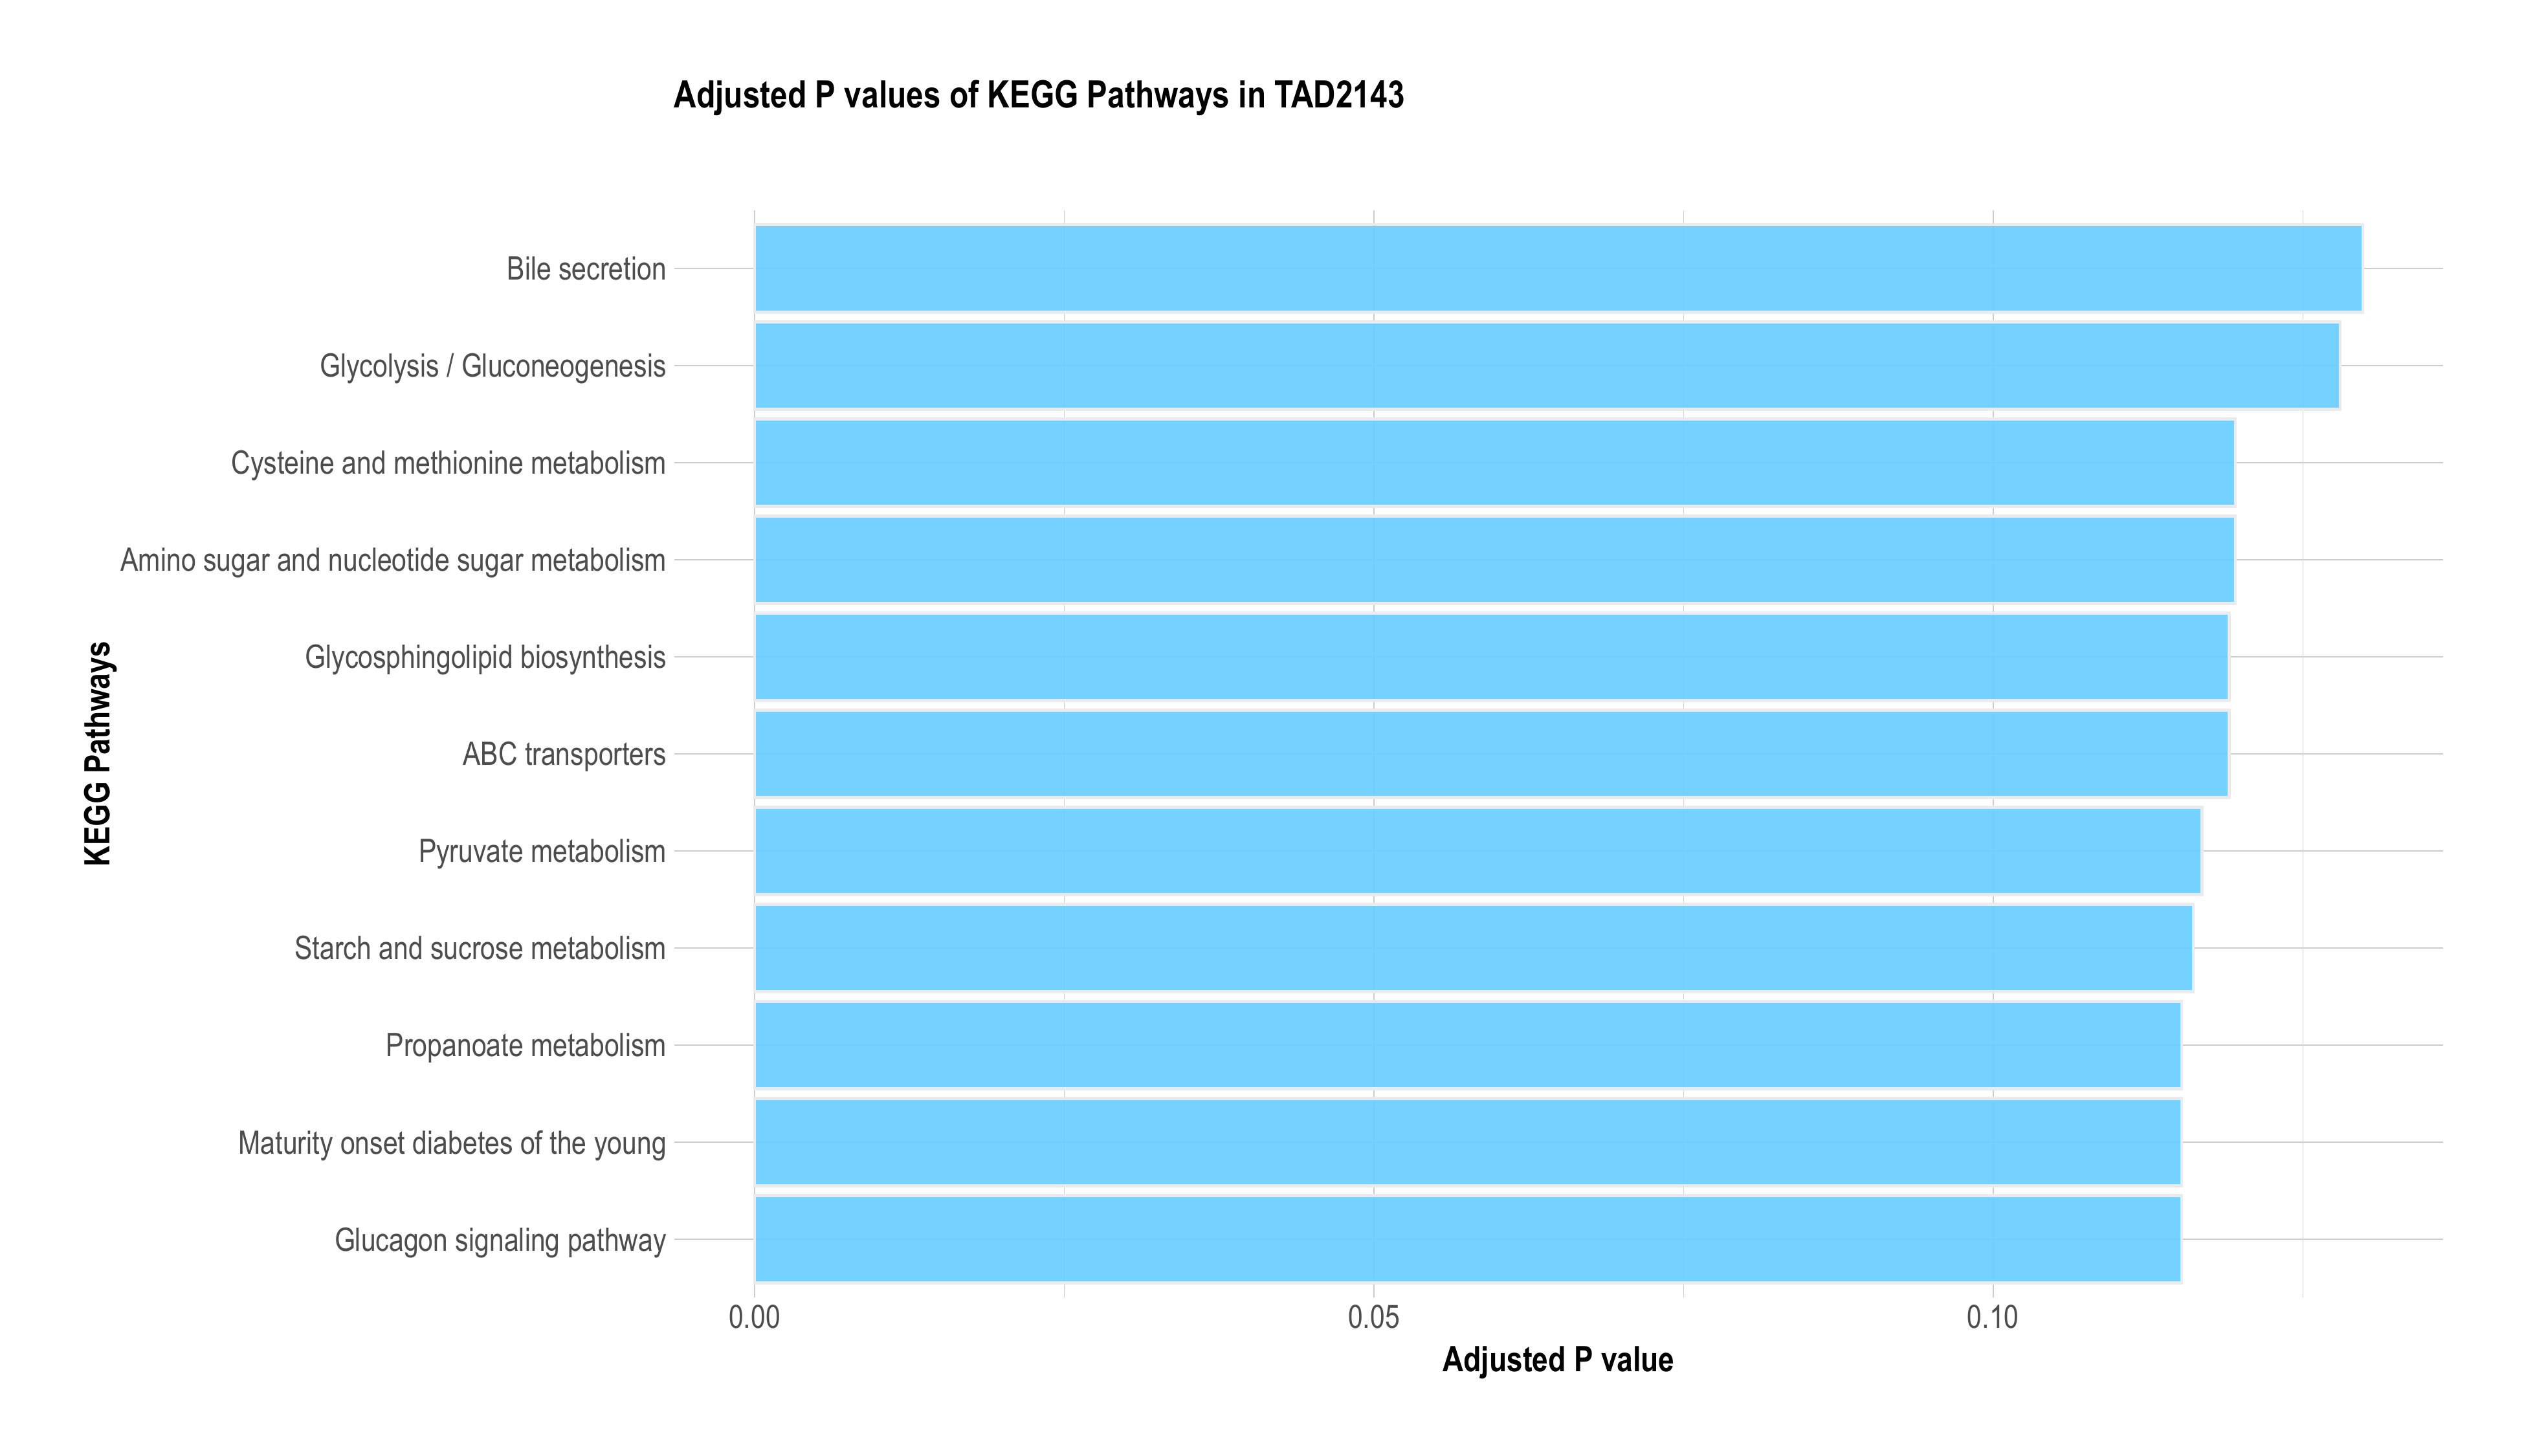 Adjusted P values of KEGG Pathways in TAD2143
KEGG Pathways
Bile secretion
Glycolysis / Gluconeogenesis
Cysteine and methionine metabolism
Amino sugar and nucleotide sugar metabolism
Glycosphingolipid biosynthesis
ABC transporters
Pyruvate metabolism
Starch and sucrose metabolism
Propanoate metabolism
Maturity onset diabetes of the young
Glucagon signaling pathway
0.00 0.05 0.10
Adjusted P value